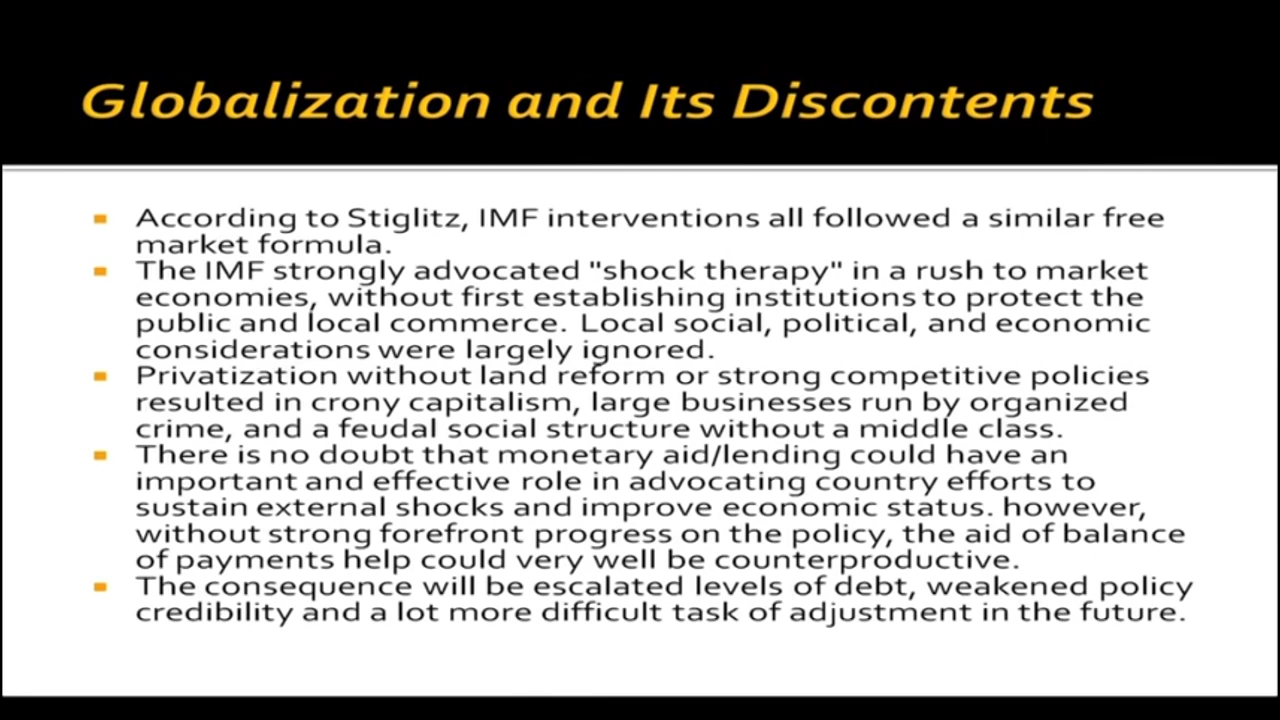 Globalization and Its Discontents
According to Stiglitz, IMF interventions all followed a similar free
market formula.
The IMF strongly advocated "shock therapy" in a rush to market
economies, without first establishing institutions to protect the
public and local commerce. Local social, political, and economic
considerations were largely ignored.
Privatization without land reform or strong competitive policies
resulted in crony capitalism, large businesses run by organized
crime, and a feudal social structure without a middle class.
There is no doubt that monetary aid/lending could have an
important and effective role in advocating country efforts to
sustain external shocks and improve economic status. however,
without strong forefront progress on the policy, the aid of balance
of payments help could very well be counterproductive.
The consequence will be escalated levels of debt, weakened policy
credibility and a lot more difficult task of adjustment in the future.